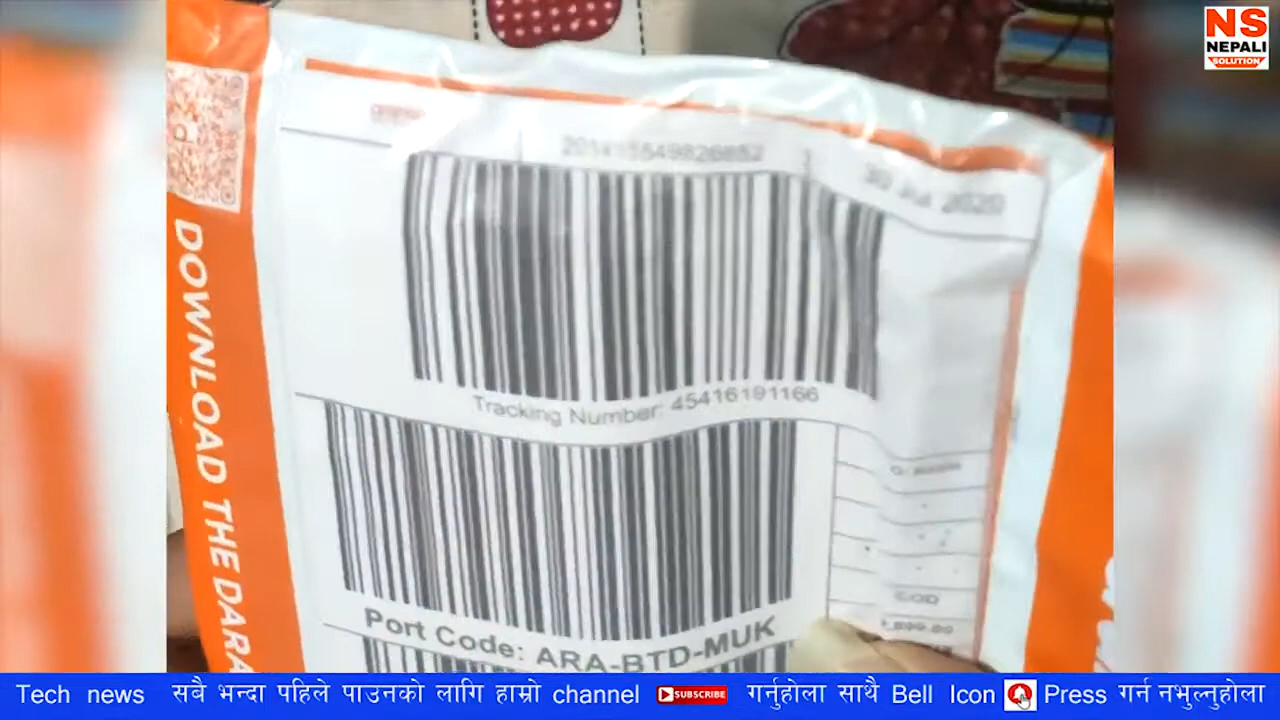 NS
NEPALI
SOLUTION
2020
Tracking Number: 45416191166
Port Code: ARA-BTD-MUK
COD
DOWNLOAD THE DARA
Tech news सबै भन्दा पहिले पाउनको लागि हाम्रो channel SUBSCRIBE गर्नुहोला साथै Bell Icon Press गर्न नभुल्नुहोला